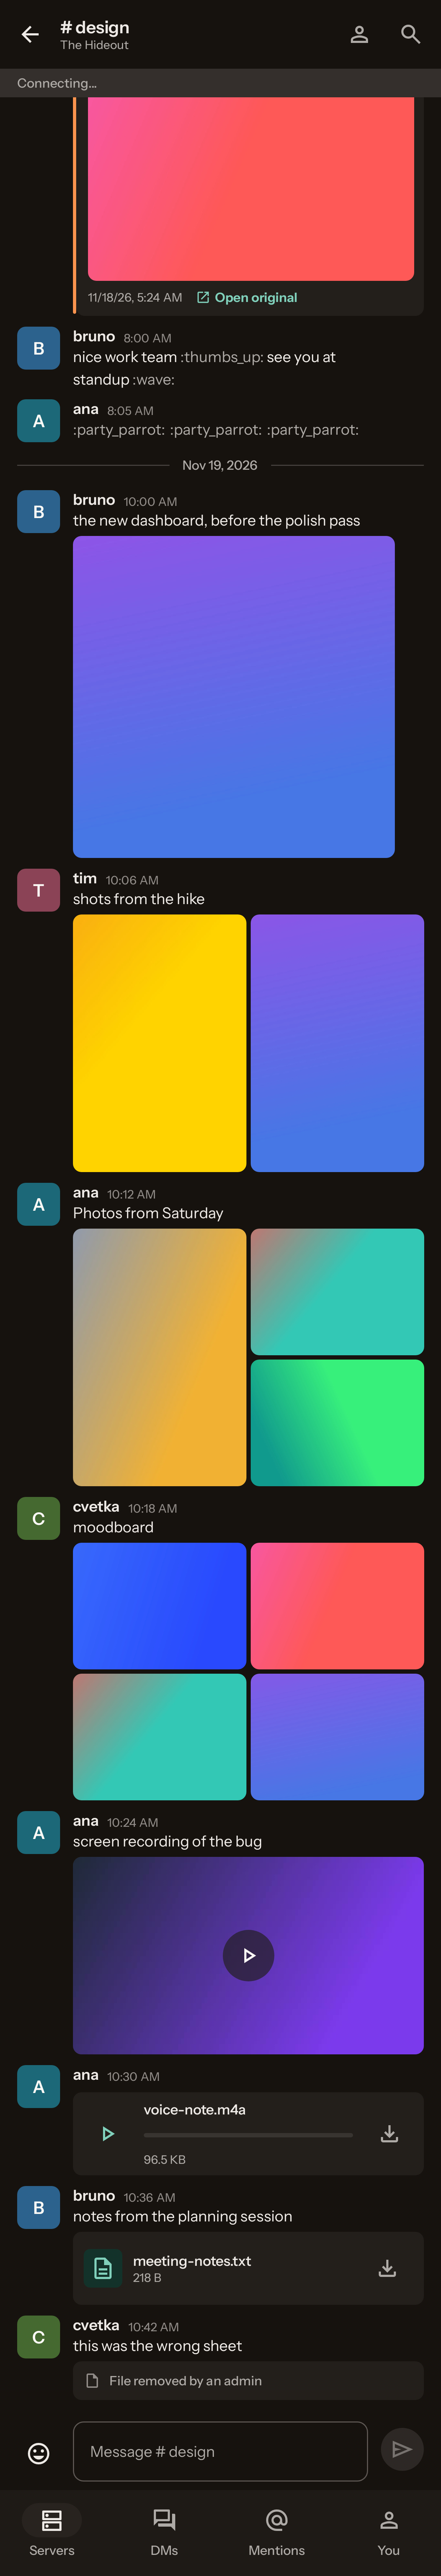 # design
The Hideout
Connecting...
11/18/26, 5:24 AM Open original
B
bruno 8:00 AM
nice work team :thumbs_up: see you at
standup :wave:
A
ana 8:05 AM
:party_parrot: :party_parrot: :party_parrot:
Nov 19, 2026
B
bruno 10:00 AM
the new dashboard, before the polish pass
T
tim 10:06 AM
shots from the hike
A
ana 10:12 AM
Photos from Saturday
C
cvetka 10:18 AM
moodboard
A
ana 10:24 AM
screen recording of the bug
A
ana 10:30 AM
voice-note.m4a
96.5 KB
B
bruno 10:36 AM
notes from the planning session
meeting-notes.txt
218 B
C
cvetka 10:42 AM
this was the wrong sheet
File removed by an admin
Message # design
Servers DMs Mentions You